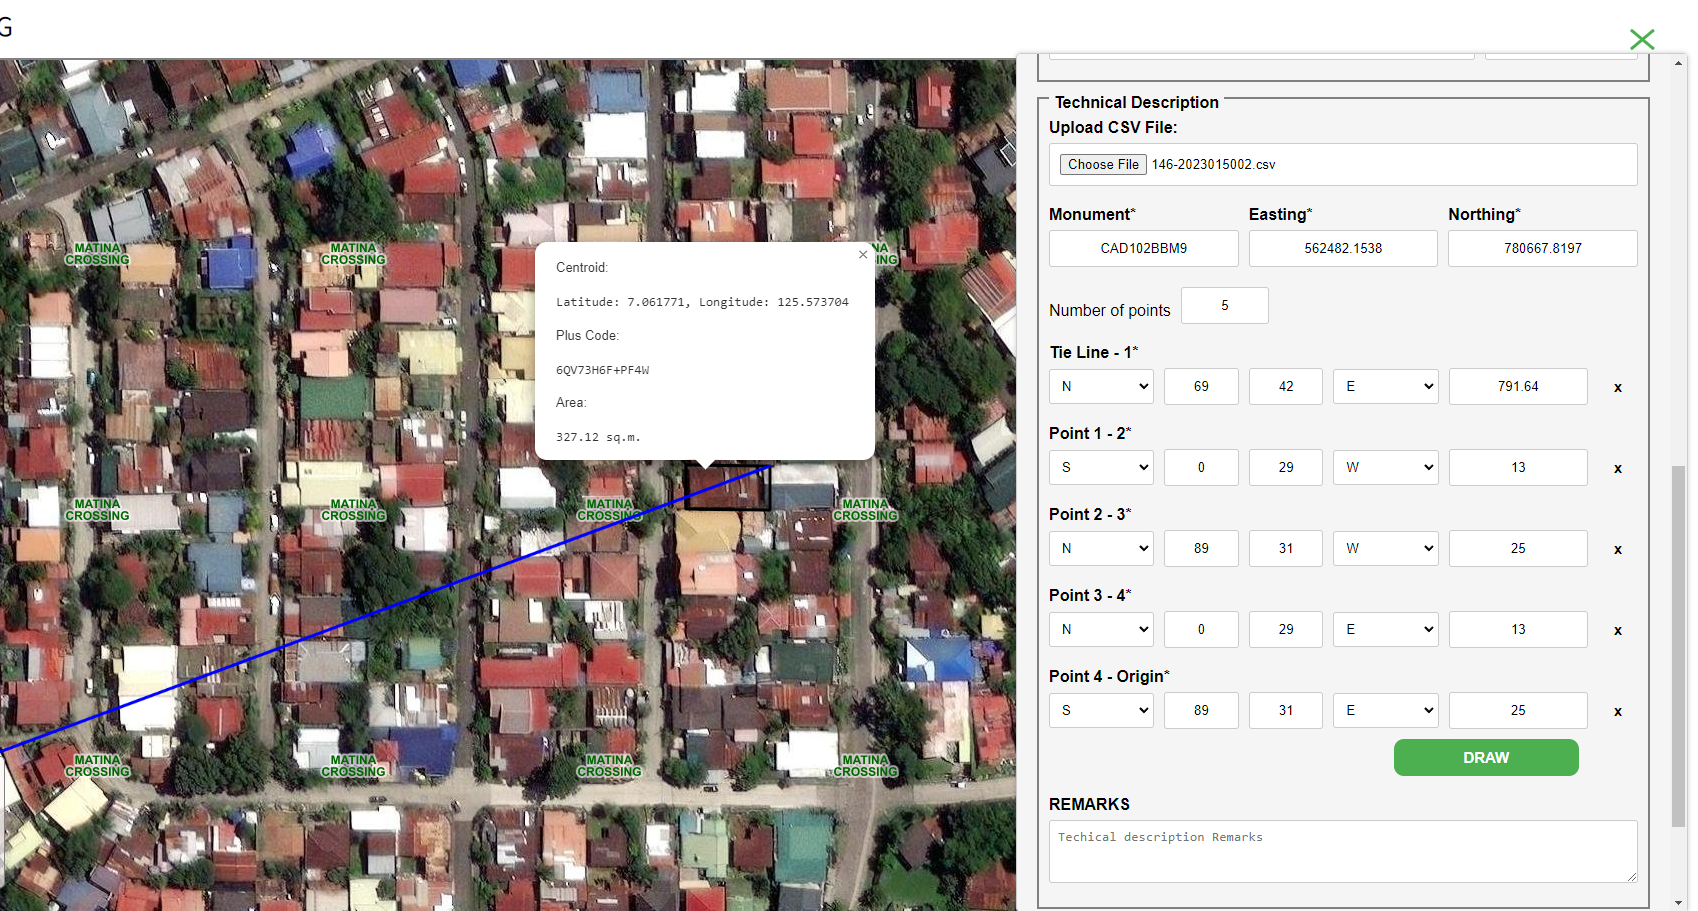 G
MATINA
CROSSING
MATINA
CROSSING
NA
NG
×
Centroid:
Latitude: 7.061771, Longitude: 125.573704
Plus Code:
6QV73H6F+PF4W
Area:
327.12 sq.m.
MATINA
CROSSING
MATINA
CROSSING
MATINA
CROSSING
MATINA
CROSSING
MATINA
CROSSING
MATINA
CROSSING
MATINA
CROSSING
MATINA
CROSSING
Technical Description
Upload CSV File:
Choose File 146-2023015002.csv
Monument* Easting* Northing*
CAD102BBM9 562482.1538 780667.8197
Number of points 5
Tie Line - 1*
N 69 42 E 791.64 x
Point 1 - 2*
S 0 29 W 13 x
Point 2 - 3*
N 89 31 W 25 x
Point 3 - 4*
N 0 29 E 13 x
Point 4 - Origin*
S 89 31 E 25 x
DRAW
REMARKS
Techical description Remarks